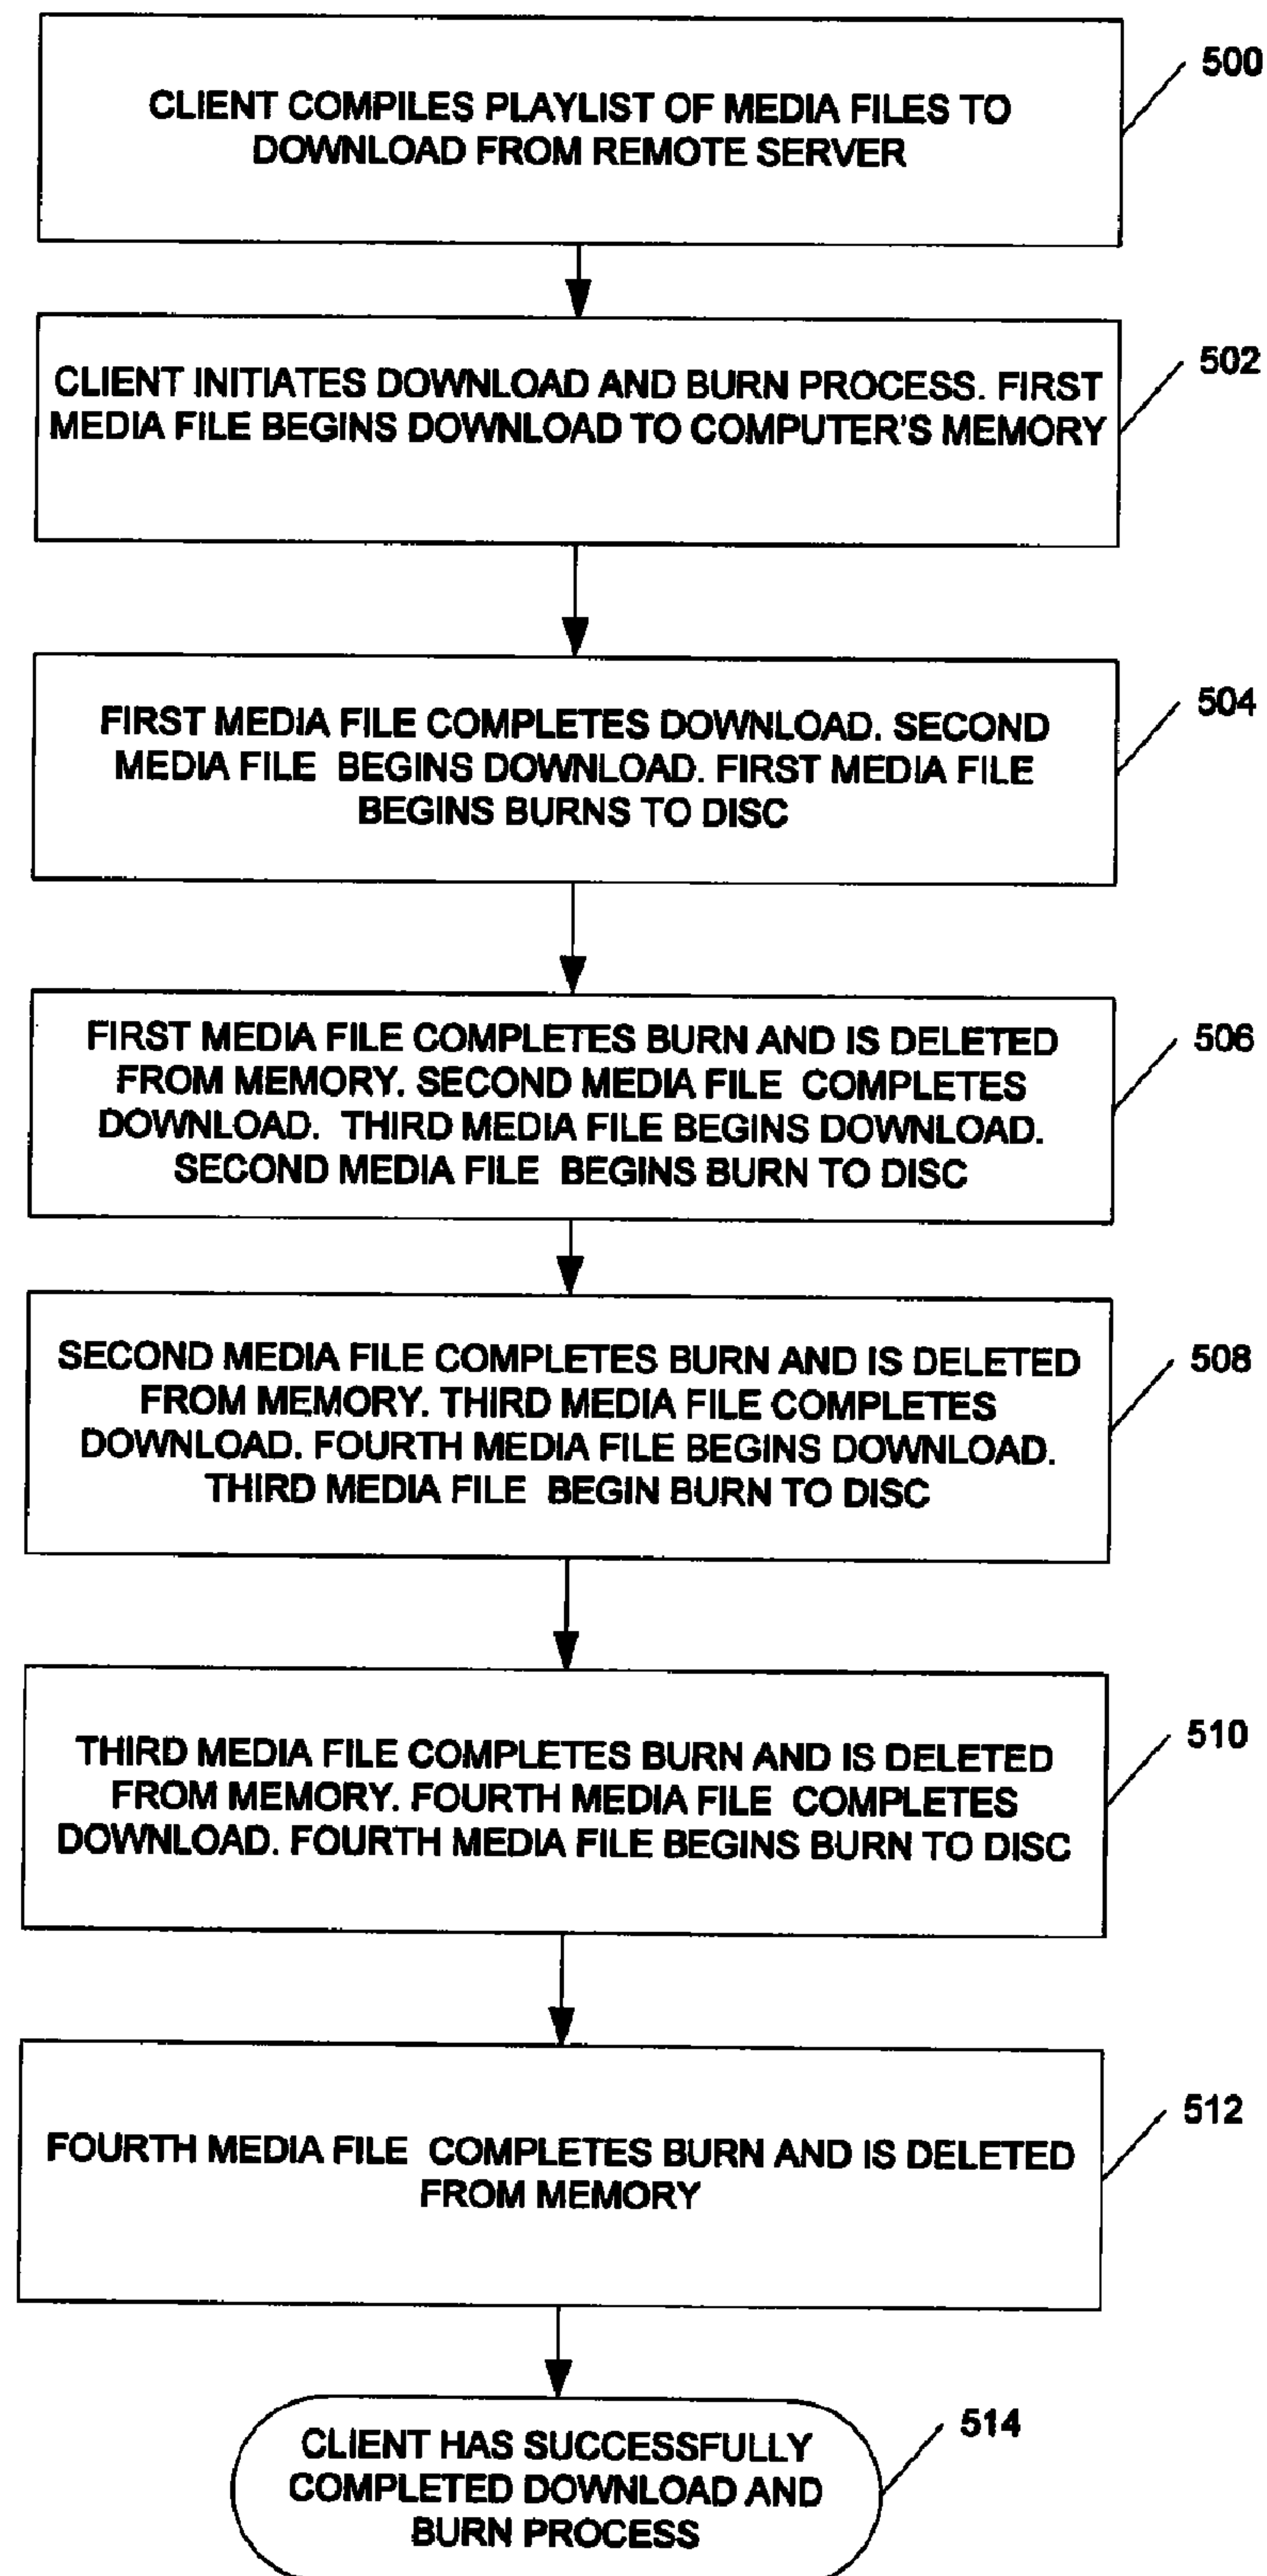 500
CLIENT COMPILES PLAYLIST OF MEDIA FILES TO
DOWNLOAD FROM REMOTE SERVER
502
CLIENT INITIATES DOWNLOAD AND BURN PROCESS. FIRST
MEDIA FILE BEGINS DOWNLOAD TO COMPUTER'S MEMORY
504
FIRST MEDIA FILE COMPLETES DOWNLOAD. SECOND
MEDIA FILE BEGINS DOWNLOAD. FIRST MEDIA FILE
BEGINS BURNS TO DISC
506
FIRST MEDIA FILE COMPLETES BURN AND IS DELETED
FROM MEMORY. SECOND MEDIA FILE COMPLETES
DOWNLOAD. THIRD MEDIA FILE BEGINS DOWNLOAD.
SECOND MEDIA FILE BEGINS BURN TO DISC
508
SECOND MEDIA FILE COMPLETES BURN AND IS DELETED
FROM MEMORY. THIRD MEDIA FILE COMPLETES
DOWNLOAD. FOURTH MEDIA FILE BEGINS DOWNLOAD.
THIRD MEDIA FILE BEGIN BURN TO DISC
510
THIRD MEDIA FILE COMPLETES BURN AND IS DELETED
FROM MEMORY. FOURTH MEDIA FILE COMPLETES
DOWNLOAD. FOURTH MEDIA FILE BEGINS BURN TO DISC
512
FOURTH MEDIA FILE COMPLETES BURN AND IS DELETED
FROM MEMORY
514
CLIENT HAS SUCCESSFULLY
COMPLETED DOWNLOAD AND
BURN PROCESS